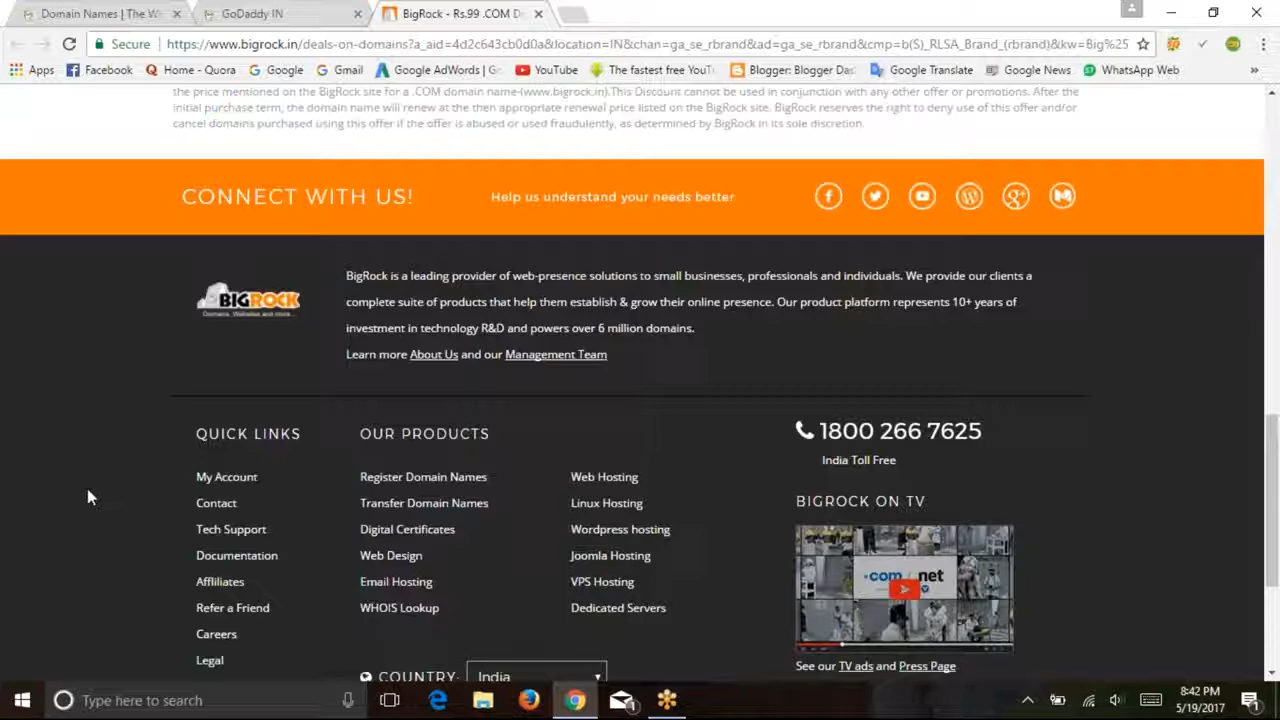 Domain Names | The W
GoDaddy IN
BigRock - Rs.99 .COM D
Secure
https://www.bigrock.in/deals-on-domains?a_aid=4d2c643cb0d0a&location=IN&chan=ga_se_rbrand&ad=ga_se_rbrand&cmp=b(S)_RLSA_Brand_(rbrand)&kw=Big%25
Apps
Facebook
Home - Quora
Google
Gmail
Google AdWords | Go
YouTube
The fastest free YouT
Blogger: Blogger Das
Google Translate
Google News
WhatsApp Web
»
the price mentioned on the BigRock site for a .COM domain name-(www.bigrock.in).This Discount cannot be used in conjunction with any other offer or promotions. After the
initial purchase term, the domain name will renew at the then appropriate renewal price listed on the BigRock site. BigRock reserves the right to deny use of this offer and/or
cancel domains purchased using this offer if the offer is abused or used fraudulently, as determined by BigRock in its sole discretion.
CONNECT WITH US!
Help us understand your needs better
BIGROCK
Domains, Websites and more...
BigRock is a leading provider of web-presence solutions to small businesses, professionals and individuals. We provide our clients a
complete suite of products that help them establish & grow their online presence. Our product platform represents 10+ years of
investment in technology R&D and powers over 6 million domains.
Learn more About Us and our Management Team
QUICK LINKS
My Account
Contact
Tech Support
Documentation
Affiliates
Refer a Friend
Careers
Legal
OUR PRODUCTS
Register Domain Names
Transfer Domain Names
Digital Certificates
Web Design
Email Hosting
WHOIS Lookup
Web Hosting
Linux Hosting
Wordpress hosting
Joomla Hosting
VPS Hosting
Dedicated Servers
1800 266 7625
India Toll Free
BIGROCK ON TV
.com
net
See our TV ads and Press Page
COUNTRY:
India
Type here to search
8:42 PM
5/19/2017